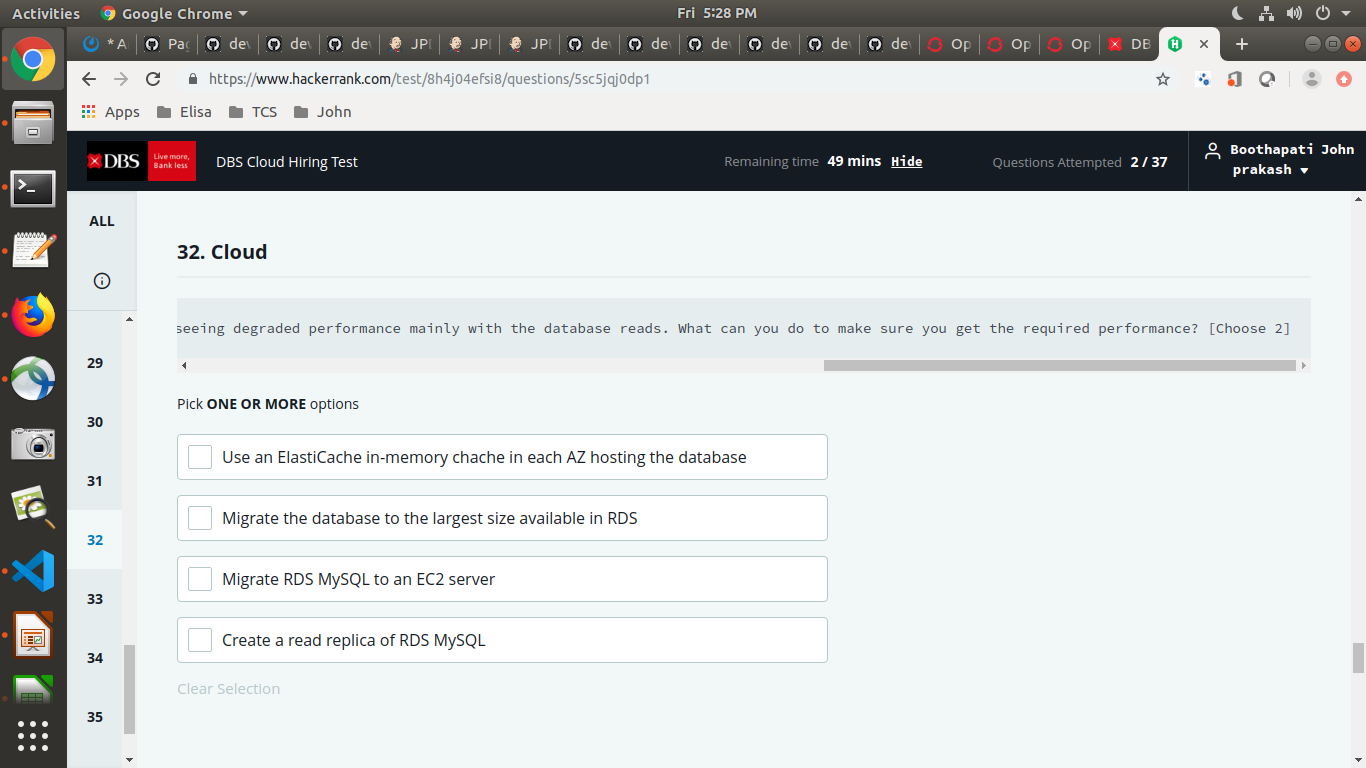 Activities Google Chrome Fri 5:28 PM
* A Pag dev dev dev JPI JPI JPI dev dev dev dev dev dev Op Op Op DB
https://www.hackerrank.com/test/8h4j04efsi8/questions/5sc5jqj0dp1
Apps Elisa TCS John
DBS Live more, Bank less DBS Cloud Hiring Test Remaining time 49 mins Hide Questions Attempted 2 / 37 Boothapati John prakash
ALL
32. Cloud
seeing degraded performance mainly with the database reads. What can you do to make sure you get the required performance? [Choose 2]
29
Pick ONE OR MORE options
30
Use an ElastiCache in-memory chache in each AZ hosting the database
31
Migrate the database to the largest size available in RDS
32
Migrate RDS MySQL to an EC2 server
33
Create a read replica of RDS MySQL
34
Clear Selection
35